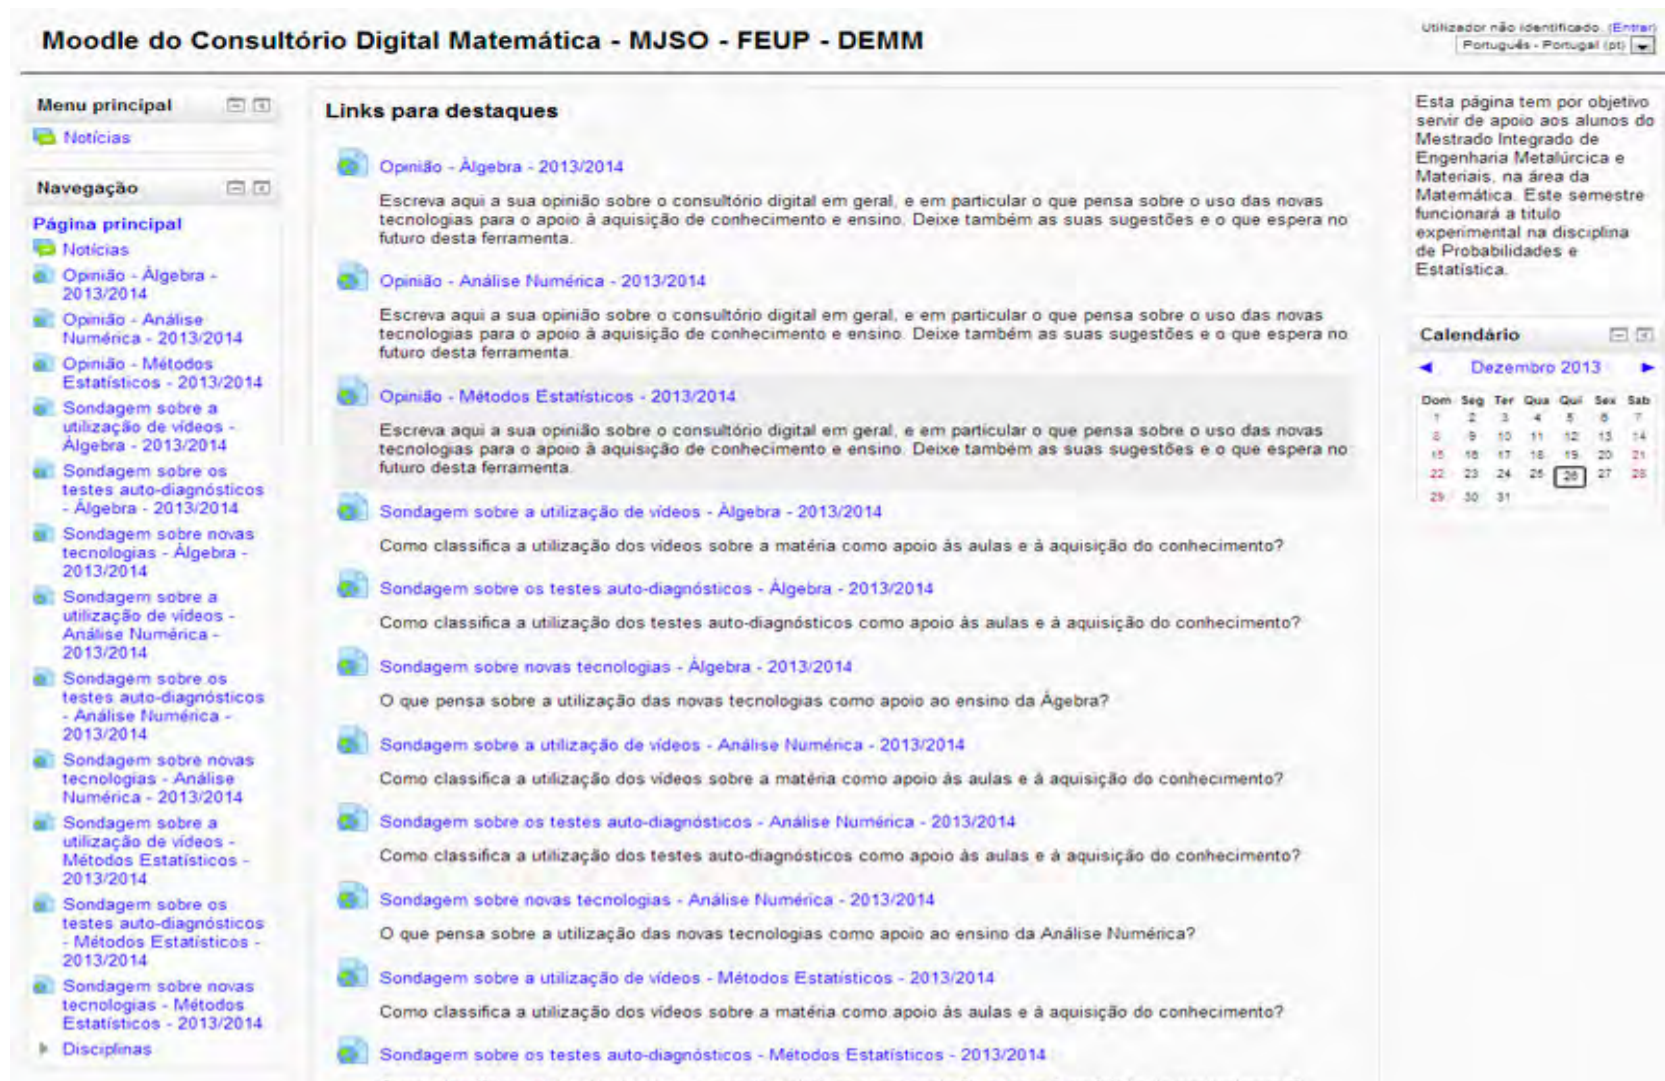 Moodle do Consultório Digital Matemática - MJSO - FEUP - DEMM
Utilizador não identificado. (Entrar)
Português - Portugal (pt)
Menu principal
Notícias
Navegação
Página principal
Notícias
Opinião - Álgebra -
2013/2014
Opinião - Análise
Numérica - 2013/2014
Opinião - Métodos
Estatísticos - 2013/2014
Sondagem sobre a
utilização de vídeos -
Álgebra - 2013/2014
Sondagem sobre os
testes auto-diagnósticos
- Álgebra - 2013/2014
Sondagem sobre novas
tecnologias - Álgebra -
2013/2014
Sondagem sobre a
utilização de vídeos -
Análise Numérica -
2013/2014
Sondagem sobre os
testes auto-diagnósticos
- Análise Numérica -
2013/2014
Sondagem sobre novas
tecnologias - Análise
Numérica - 2013/2014
Sondagem sobre a
utilização de vídeos -
Métodos Estatísticos -
2013/2014
Sondagem sobre os
testes auto-diagnósticos
- Métodos Estatísticos -
2013/2014
Sondagem sobre novas
tecnologias - Métodos
Estatísticos - 2013/2014
Disciplinas
Links para destaques
Opinião - Álgebra - 2013/2014
Escreva aqui a sua opinião sobre o consultório digital em geral, e em particular o que pensa sobre o uso das novas
tecnologias para o apoio à aquisição de conhecimento e ensino. Deixe também as suas sugestões e o que espera no
futuro desta ferramenta.
Opinião - Análise Numérica - 2013/2014
Escreva aqui a sua opinião sobre o consultório digital em geral, e em particular o que pensa sobre o uso das novas
tecnologias para o apoio à aquisição de conhecimento e ensino. Deixe também as suas sugestões e o que espera no
futuro desta ferramenta.
Opinião - Métodos Estatísticos - 2013/2014
Escreva aqui a sua opinião sobre o consultório digital em geral, e em particular o que pensa sobre o uso das novas
tecnologias para o apoio à aquisição de conhecimento e ensino. Deixe também as suas sugestões e o que espera no
futuro desta ferramenta.
Sondagem sobre a utilização de vídeos - Álgebra - 2013/2014
Como classifica a utilização dos vídeos sobre a matéria como apoio às aulas e à aquisição do conhecimento?
Sondagem sobre os testes auto-diagnósticos - Álgebra - 2013/2014
Como classifica a utilização dos testes auto-diagnósticos como apoio às aulas e à aquisição do conhecimento?
Sondagem sobre novas tecnologias - Álgebra - 2013/2014
O que pensa sobre a utilização das novas tecnologias como apoio ao ensino da Ágebra?
Sondagem sobre a utilização de vídeos - Análise Numérica - 2013/2014
Como classifica a utilização dos vídeos sobre a matéria como apoio às aulas e à aquisição do conhecimento?
Sondagem sobre os testes auto-diagnósticos - Análise Numérica - 2013/2014
Como classifica a utilização dos testes auto-diagnósticos como apoio às aulas e à aquisição do conhecimento?
Sondagem sobre novas tecnologias - Análise Numérica - 2013/2014
O que pensa sobre a utilização das novas tecnologias como apoio ao ensino da Análise Numérica?
Sondagem sobre a utilização de vídeos - Métodos Estatísticos - 2013/2014
Como classifica a utilização dos vídeos sobre a matéria como apoio às aulas e à aquisição do conhecimento?
Sondagem sobre os testes auto-diagnósticos - Métodos Estatísticos - 2013/2014
Esta página tem por objetivo
servir de apoio aos alunos do
Mestrado Integrado de
Engenharia Metalúrcica e
Materiais, na área da
Matemática. Este semestre
funcionará a titulo
experimental na disciplina
de Probabilidades e
Estatística.
Calendário
Dezembro 2013
Dom Seg Ter Qua Qui Sex Sab
1 2 3 4 5 6 7
8 9 10 11 12 13 14
15 16 17 18 19 20 21
22 23 24 25 26 27 28
29 30 31